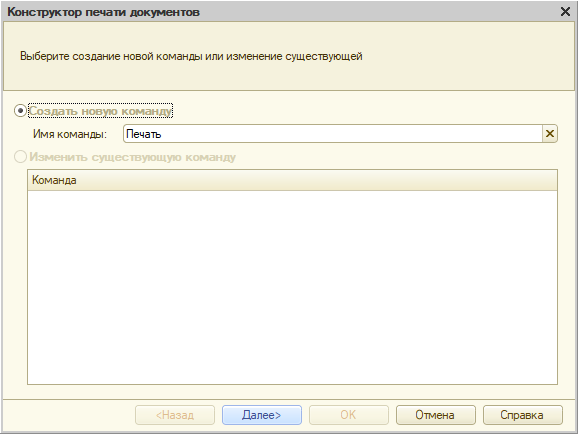 Конструктор печати документов
Выберите создание новой команды или изменение существующей
Создать новую команду
Имя команды: Печать
Изменить существующую команду
Команда
<Назад Далее> ОК Отмена Справка